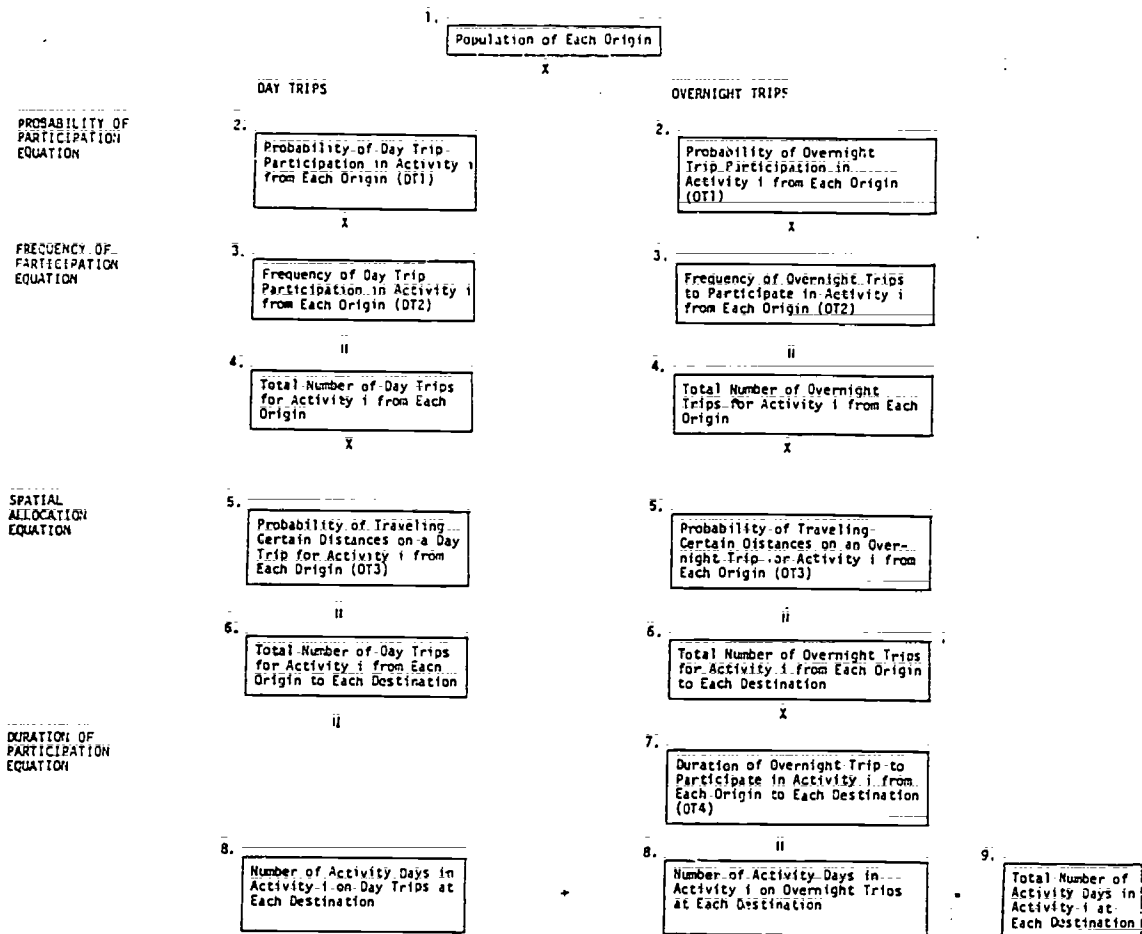 1.
Population of Each Origin
X
DAY TRIPS
OVERNIGHT TRIPS
PROBABILITY OF
PARTICIPATION
EQUATION
2.
Probability of Day Trip
Participation in Activity i
from Each Origin (DT1)
X
2.
Probability of Overnight
Trip Participation in
Activity i from Each Origin
(OT1)
X
FREQUENCY OF
PARTICIPATION
EQUATION
3.
Frequency of Day Trip
Participation in Activity i
from Each Origin (DT2)
=
3.
Frequency of Overnight Trips
to Participate in Activity i
from Each Origin (OT2)
=
4.
Total Number of Day Trips
for Activity i from Each
Origin
X
4.
Total Number of Overnight
Trips for Activity i from Each
Origin
X
SPATIAL
ALLOCATION
EQUATION
5.
Probability of Traveling
Certain Distances on a Day
Trip for Activity i from
Each Origin (DT3)
=
5.
Probability of Traveling
Certain Distances on an Over-
night Trip for Activity i from
Each Origin (OT3)
=
6.
Total Number of Day Trips
for Activity i from Each
Origin to Each Destination
=
6.
Total Number of Overnight Trips
for Activity i from Each Origin
to Each Destination
X
DURATION OF
PARTICIPATION
EQUATION
7.
Duration of Overnight Trip to
Participate in Activity i from
Each Origin to Each Destination
(OT4)
=
8.
Number of Activity Days in
Activity i on Day Trips at
Each Destination
+
8.
Number of Activity Days in
Activity i on Overnight Trips
at Each Destination
=
9.
Total Number of
Activity Days in
Activity i at
Each Destination